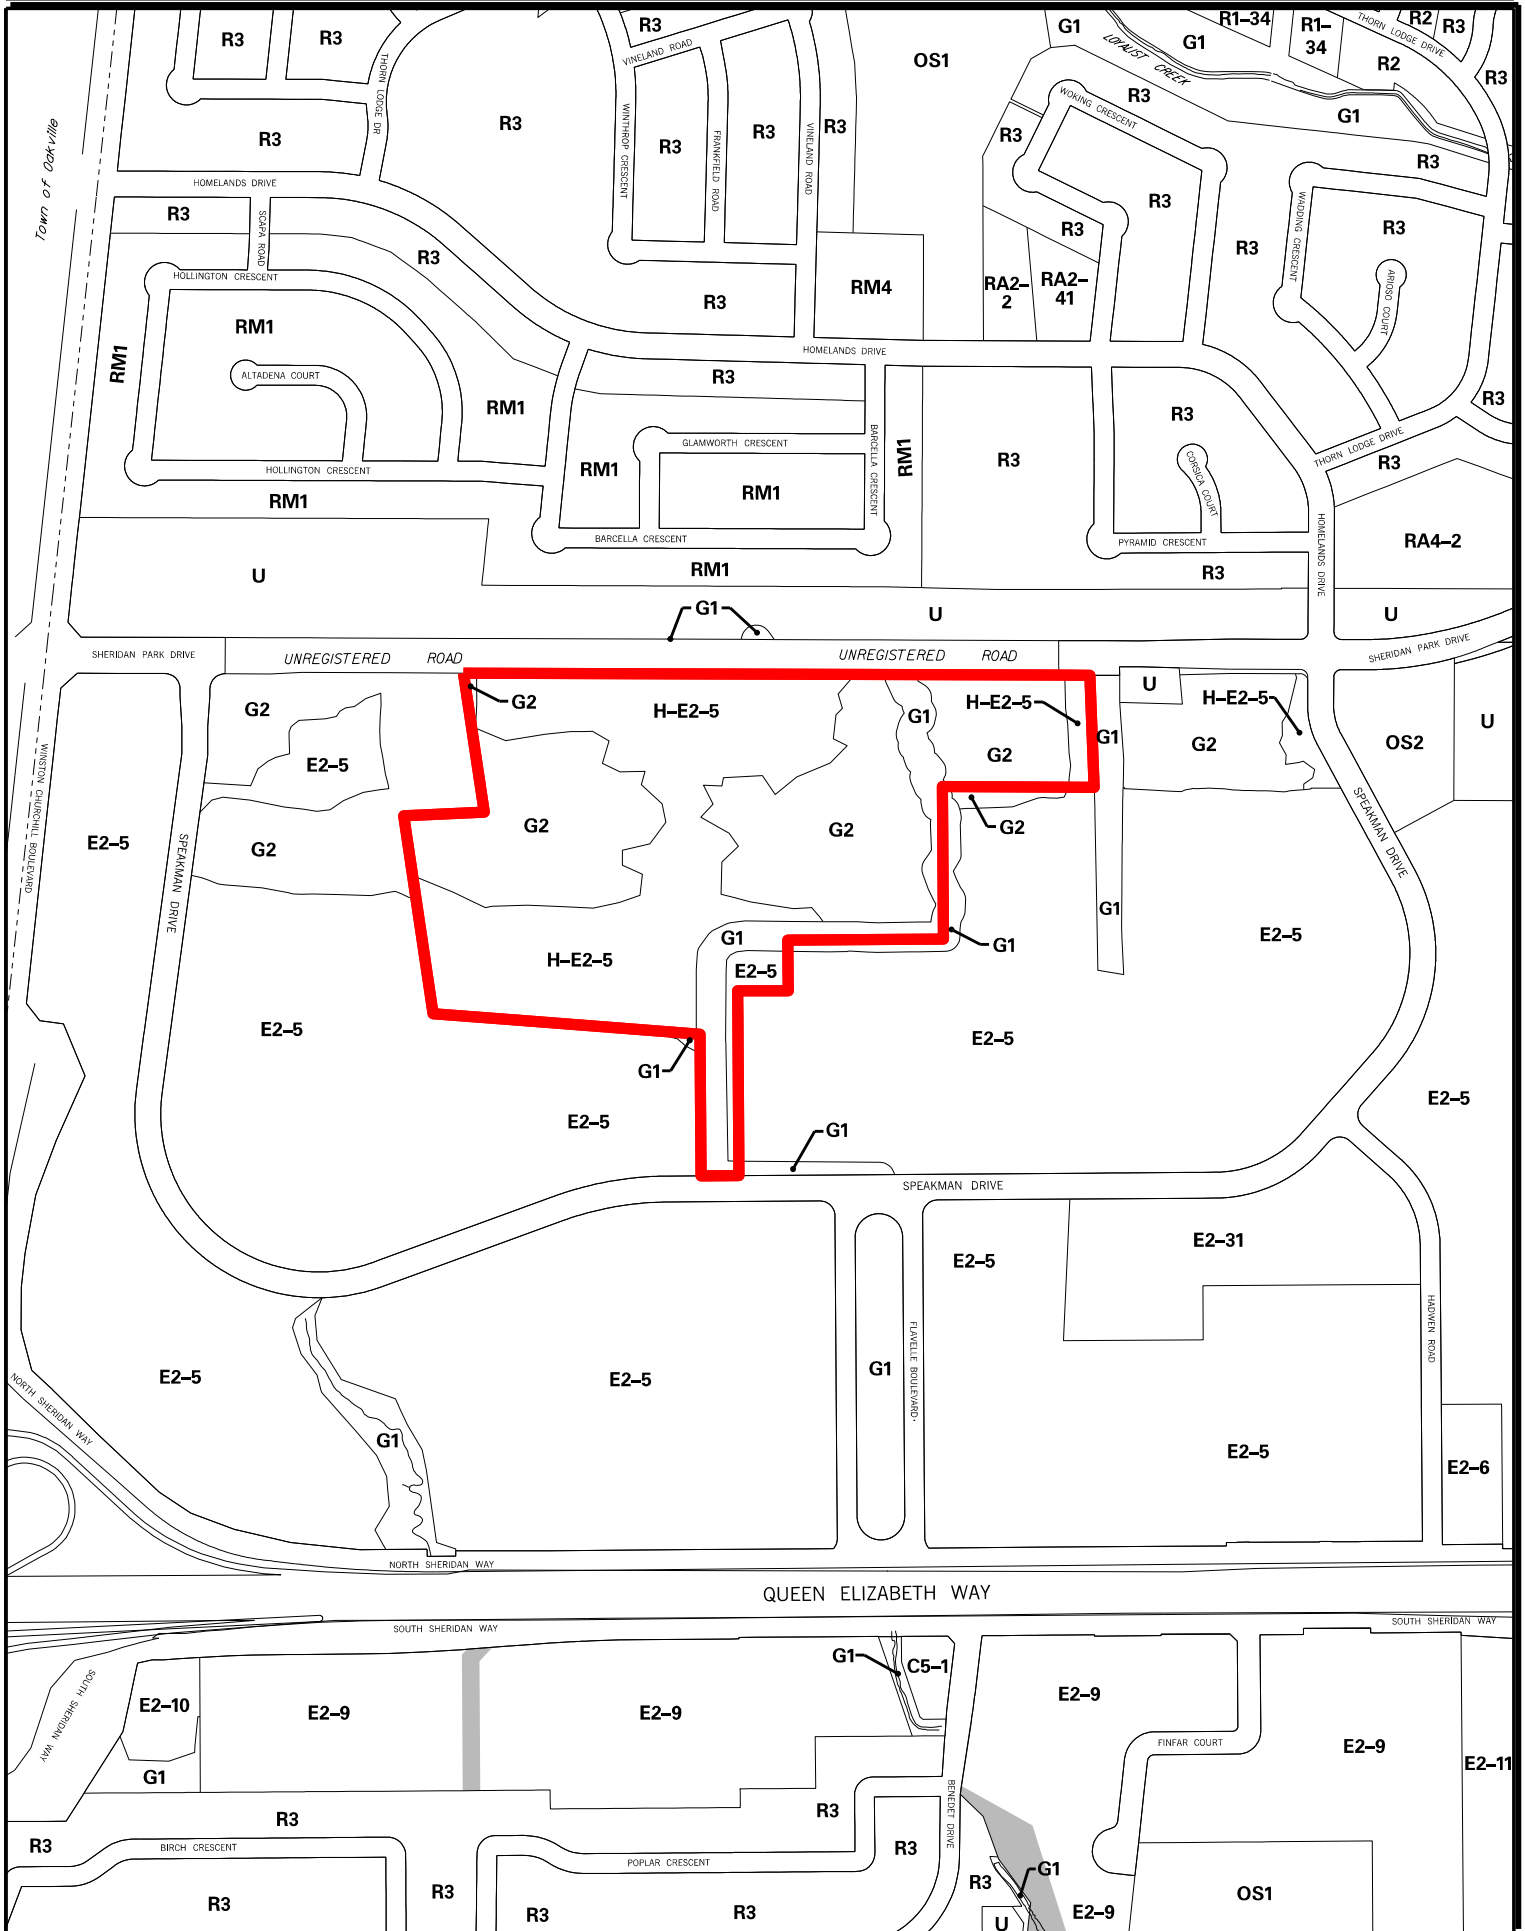 R3
R3
R3
VINELAND ROAD
OS1
G1
LOYALIST CREEK
G1
R1–34
R1–
34
THORN LODGE DRIVE
R2
R3
R2
R3
THORN LODGE DR
Town of Oakville
R3
R3
WINTHROP CRESCENT
R3
FRANKFIELD ROAD
R3
VINELAND ROAD
R3
R3
WOKING CRESCENT
R3
G1
R3
HOMELANDS DRIVE
R3
SCAPA ROAD
R3
R3
R3
R3
WADDING CRESCENT
R3
ARIOSO COURT
HOLLINGTON CRESCENT
RM1
RM1
ALTADENA COURT
RM1
R3
RM4
RA2–
2
RA2–
41
HOMELANDS DRIVE
R3
R3
R3
HOLLINGTON CRESCENT
RM1
RM1
GLAMWORTH CRESCENT
RM1
BARCELLA CRESCENT
RM1
R3
CORSICA COURT
THORN LODGE DRIVE
R3
BARCELLA CRESCENT
PYRAMID CRESCENT
HOMELANDS DRIVE
RA4–2
U
RM1
R3
G1
U
U
SHERIDAN PARK DRIVE
UNREGISTERED ROAD
UNREGISTERED ROAD
SHERIDAN PARK DRIVE
G2
G2
H–E2–5
G1
H–E2–5
G1
U
H–E2–5
G2
G2
OS2
U
E2–5
WINSTON CHURCHILL BOULEVARD
E2–5
SPEAKMAN DRIVE
G2
G2
G2
G2
SPEAKMAN DRIVE
G1
G1
G1
E2–5
H–E2–5
E2–5
E2–5
E2–5
G1
E2–5
E2–5
G1
SPEAKMAN DRIVE
E2–5
E2–31
HADWEN ROAD
FLAVELLE BOULEVARD
E2–5
E2–5
G1
NORTH SHERIDAN WAY
G1
E2–5
E2–6
NORTH SHERIDAN WAY
QUEEN ELIZABETH WAY
SOUTH SHERIDAN WAY
SOUTH SHERIDAN WAY
SOUTH SHERIDAN WAY
E2–10
E2–9
E2–9
G1
C5–1
E2–9
FINFAR COURT
E2–9
E2–11
G1
R3
R3
BENEDET DRIVE
R3
BIRCH CRESCENT
POPLAR CRESCENT
R3
G1
R3
R3
R3
R3
R3
U
E2–9
OS1